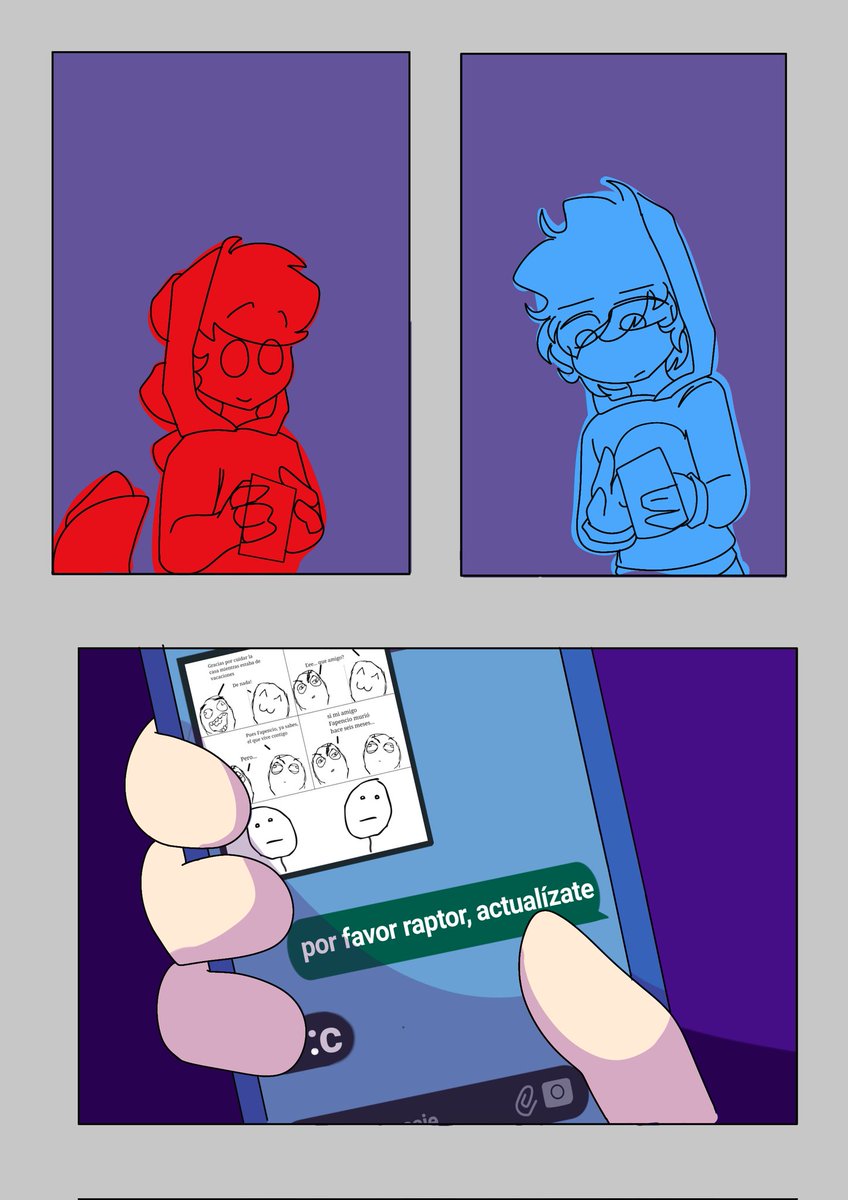 Gracias por cuidar la
casa mientras estaba de
vacaciones
De nada!
Eee... que amigo?
Pues Fapencio, ya sabes,
el que vive contigo
Pero...
si mi amigo
Fapencio murió
hace seis meses...
por favor raptor, actualízate
:c